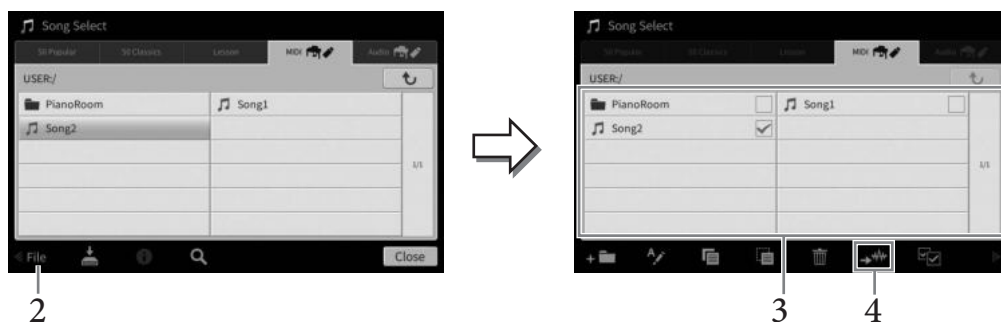 Song Select
50 Popular 50 Classics Lesson MIDI Audio
USER:/
PianoRoom Song1
Song2
1/1
File Close
2
Song Select
50 Popular 50 Classics Lesson MIDI Audio
USER:/
PianoRoom Song1
Song2
1/1
3 4